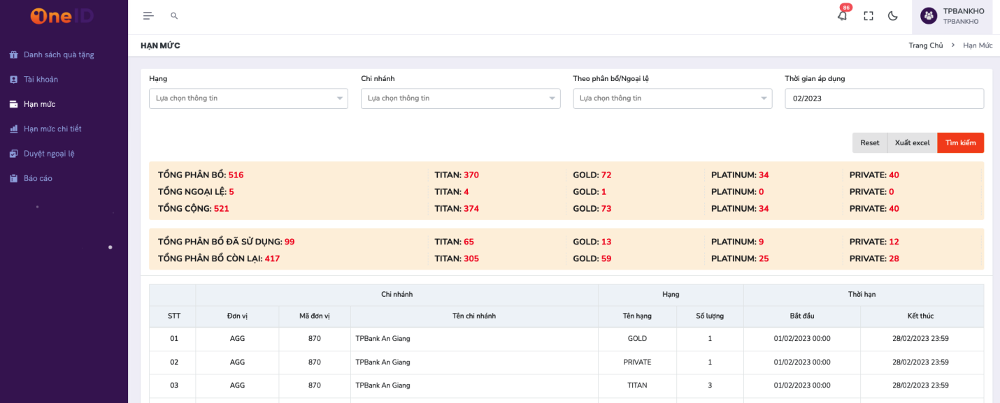 OneID
86
TPBANKHO
TPBANKHO
Danh sách quà tặng
Tài khoản
Hạn mức
Hạn mức chi tiết
Duyệt ngoại lệ
Báo cáo
HẠN MỨC
Trang Chủ > Hạn Mức
Hạng Chi nhánh Theo phân bổ/Ngoại lệ Thời gian áp dụng
Lựa chọn thông tin Lựa chọn thông tin Lựa chọn thông tin 02/2023
Reset Xuất excel Tìm kiếm
TỔNG PHÂN BỔ: 516 TITAN: 370 GOLD: 72 PLATINUM: 34 PRIVATE: 40
TỔNG NGOẠI LỆ: 5 TITAN: 4 GOLD: 1 PLATINUM: 0 PRIVATE: 0
TỔNG CỘNG: 521 TITAN: 374 GOLD: 73 PLATINUM: 34 PRIVATE: 40
TỔNG PHÂN BỔ ĐÃ SỬ DỤNG: 99 TITAN: 65 GOLD: 13 PLATINUM: 9 PRIVATE: 12
TỔNG PHÂN BỔ CÒN LẠI: 417 TITAN: 305 GOLD: 59 PLATINUM: 25 PRIVATE: 28
Chi nhánh Hạng Thời hạn
STT Đơn vị Mã đơn vị Tên chi nhánh Tên hạng Số lượng Bắt đầu Kết thúc
01 AGG 870 TPBank An Giang GOLD 1 01/02/2023 00:00 28/02/2023 23:59
02 AGG 870 TPBank An Giang PRIVATE 1 01/02/2023 00:00 28/02/2023 23:59
03 AGG 870 TPBank An Giang TITAN 3 01/02/2023 00:00 28/02/2023 23:59